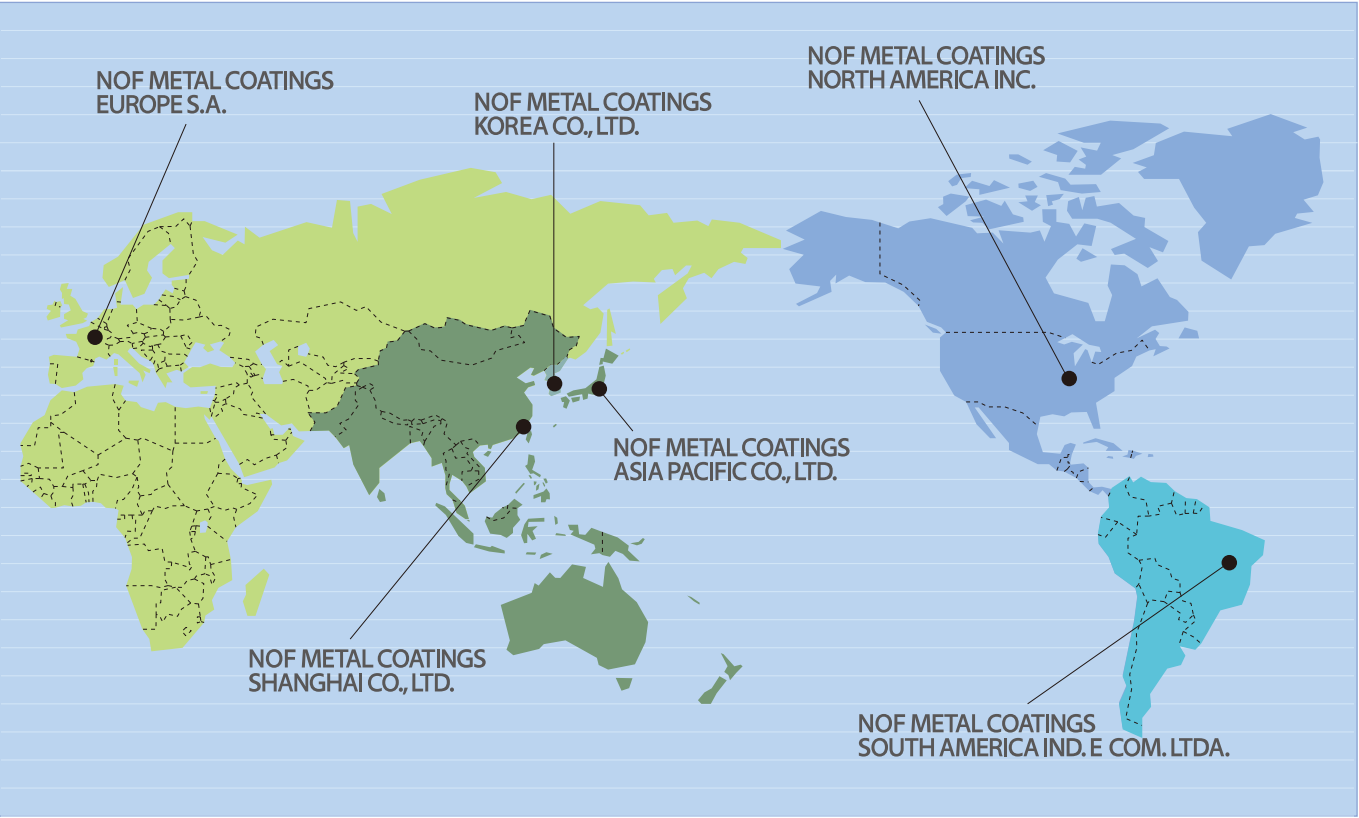 NOF METAL COATINGS
EUROPE S.A.
NOF METAL COATINGS
KOREA CO., LTD.
NOF METAL COATINGS
NORTH AMERICA INC.
NOF METAL COATINGS
ASIA PACIFIC CO., LTD.
NOF METAL COATINGS
SHANGHAI CO., LTD.
NOF METAL COATINGS
SOUTH AMERICA IND. E COM. LTDA.